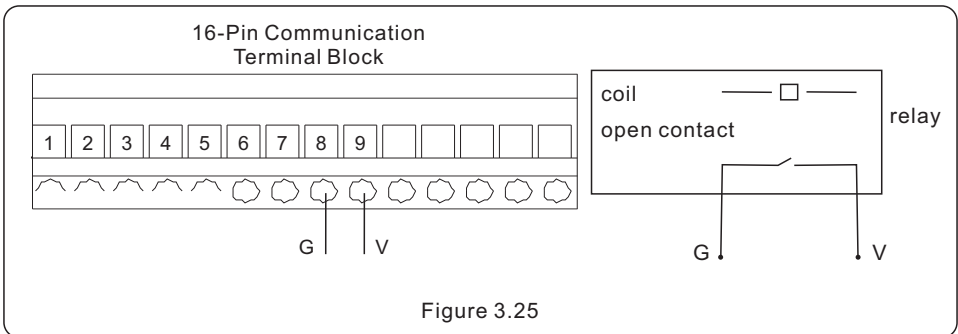 16-Pin Communication
Terminal Block
1 2 3 4 5 6 7 8 9
G V
coil
open contact
relay
G V
Figure 3.25